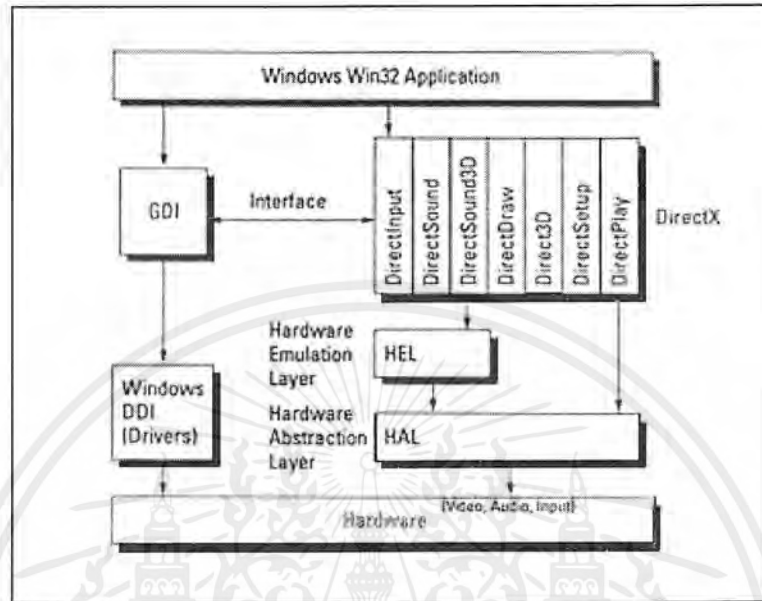 Windows Win32 Application
GDI
Interface
DirectInput
DirectSound
DirectSound3D
DirectDraw
Direct3D
DirectSetup
DirectPlay
DirectX
Hardware
Emulation
Layer
HEL
Windows
DDI
(Drivers)
Hardware
Abstraction
Layer
HAL
(Video, Audio, Input)
Hardware